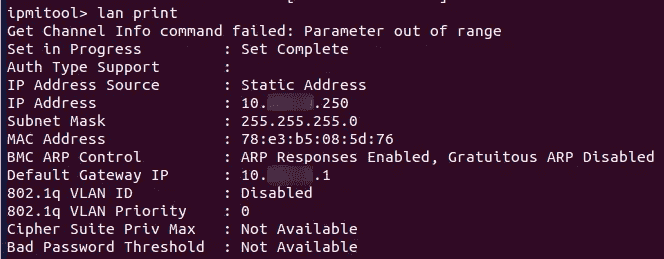 ipmitool> lan print
Get Channel Info command failed: Parameter out of range
Set in Progress         : Set Complete
Auth Type Support       :
IP Address Source       : Static Address
IP Address              : 10. .250
Subnet Mask             : 255.255.255.0
MAC Address             : 78:e3:b5:08:5d:76
BMC ARP Control         : ARP Responses Enabled, Gratuitous ARP Disabled
Default Gateway IP      : 10. .1
802.1q VLAN ID          : Disabled
802.1q VLAN Priority    : 0
Cipher Suite Priv Max   : Not Available
Bad Password Threshold  : Not Available